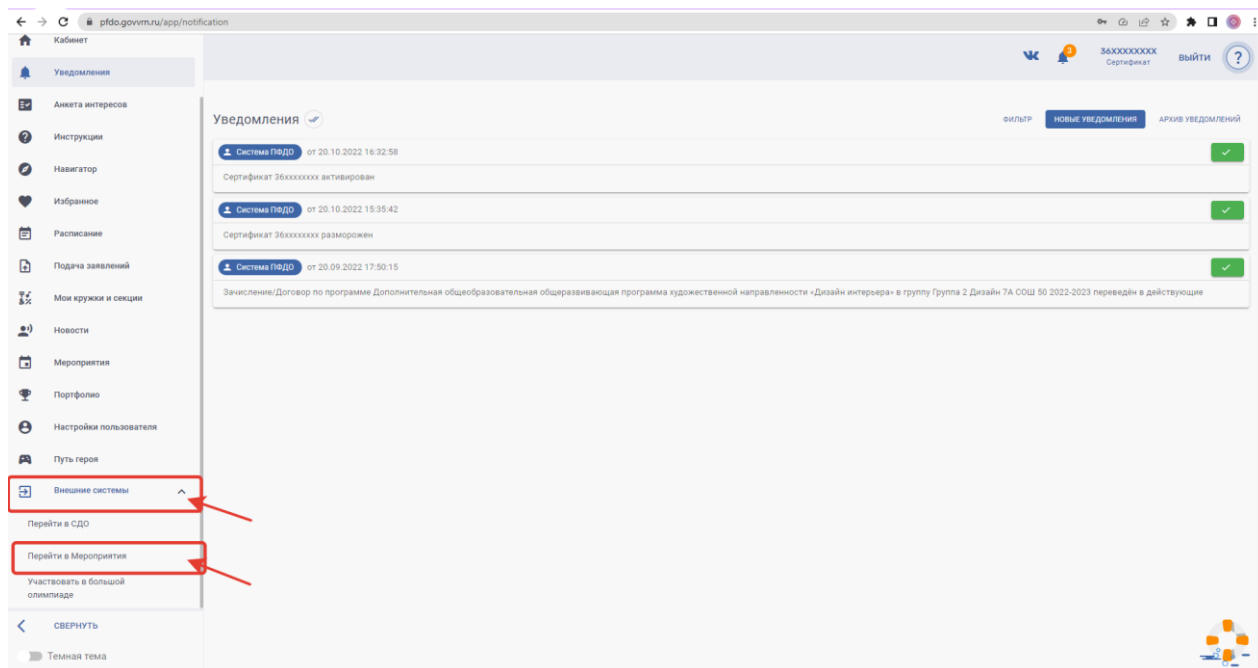 pfdo.govvrn.ru/app/notification
Кабинет
Уведомления
Анкета интересов
Инструкции
Навигатор
Избранное
Расписание
Подача заявлений
Мои кружки и секции
Новости
Мероприятия
Портфолио
Настройки пользователя
Путь героя
Внешние системы
Перейти в СДО
Перейти в Мероприятия
Участвовать в большой
олимпиаде
СВЕРНУТЬ
Темная тема
3
36XXXXXXXX
Сертификат
ВЫЙТИ
?
Уведомления
ФИЛЬТР
НОВЫЕ УВЕДОМЛЕНИЯ
АРХИВ УВЕДОМЛЕНИЙ
Система ПФДО от 20.10.2022 16:32:58
Сертификат 36xxxxxxxx активирован
Система ПФДО от 20.10.2022 15:35:42
Сертификат 36xxxxxxxx разморожен
Система ПФДО от 20.09.2022 17:50:15
Зачисление/Договор по программе Дополнительная общеобразовательная общеразвивающая программа художественной направленности «Дизайн интерьера» в группу Группа 2 Дизайн 7А СОШ 50 2022-2023 переведён в действующие